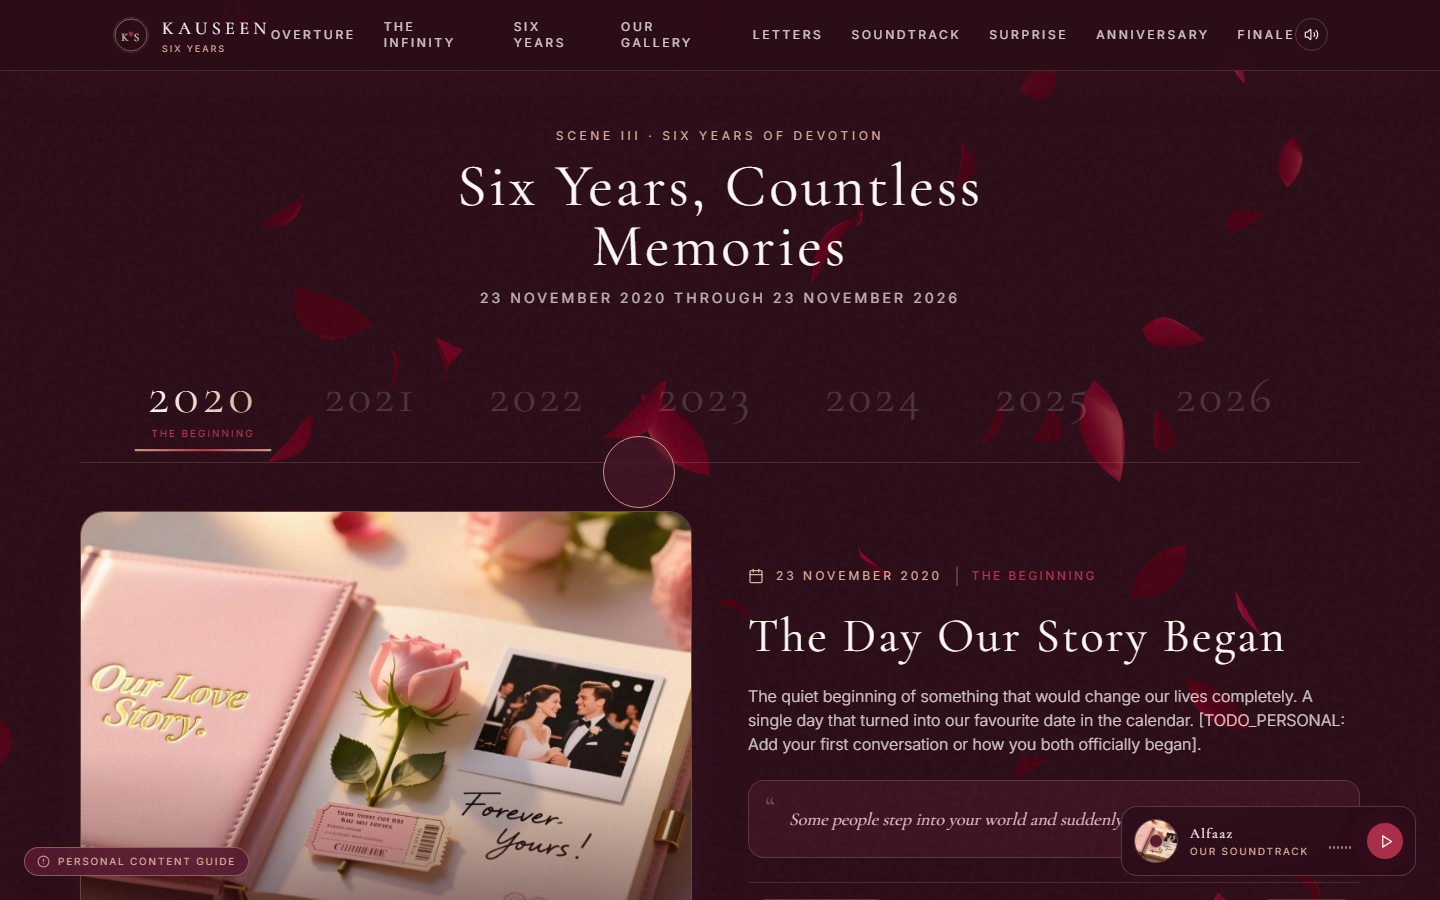 K♥S
KAUSEEN
SIX YEARS
OVERTURE
THE INFINITY
SIX YEARS
OUR GALLERY
LETTERS
SOUNDTRACK
SURPRISE
ANNIVERSARY
FINALE
SCENE III · SIX YEARS OF DEVOTION
Six Years, Countless
Memories
23 NOVEMBER 2020 THROUGH 23 NOVEMBER 2026
2020
THE BEGINNING
2021
2022
2023
2024
2025
2026
Our Love
Story.
Forever.
Yours!
23 NOVEMBER 2020
THE BEGINNING
The Day Our Story Began
The quiet beginning of something that would change our lives completely. A
single day that turned into our favourite date in the calendar. [TODO_PERSONAL:
Add your first conversation or how you both officially began].
“
Some people step into your world and suddenly
Alfaaz
OUR SOUNDTRACK
PERSONAL CONTENT GUIDE